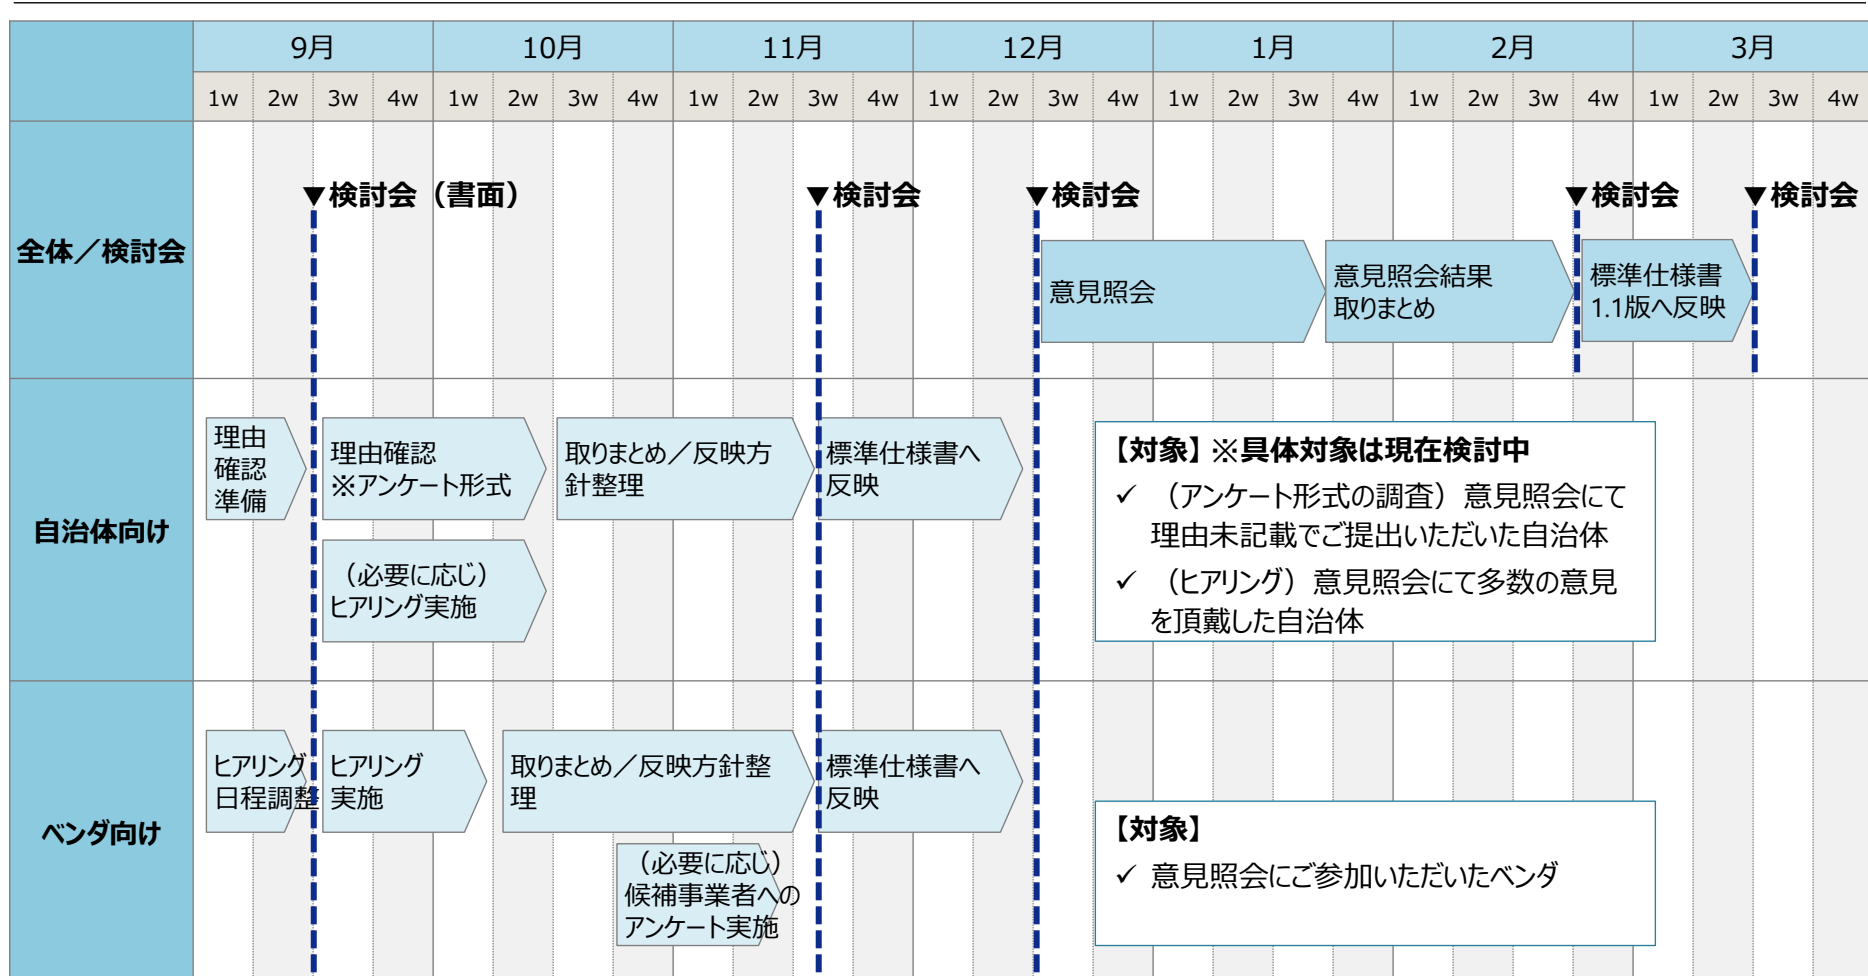 9月 10月 11月 12月 1月 2月 3月
1w 2w 3w 4w 1w 2w 3w 4w 1w 2w 3w 4w 1w 2w 3w 4w 1w 2w 3w 4w 1w 2w 3w 4w 1w 2w 3w 4w
全体／検討会
▼検討会（書面）
▼検討会
▼検討会
▼検討会
▼検討会
意見照会
意見照会結果
取りまとめ
標準仕様書
1.1版へ反映
自治体向け
理由
確認
準備
理由確認
※アンケート形式
取りまとめ／反映方
針整理
標準仕様書へ
反映
（必要に応じ）
ヒアリング実施
【対象】※具体対象は現在検討中
✓ （アンケート形式の調査）意見照会にて
理由未記載でご提出いただいた自治体
✓ （ヒアリング）意見照会にて多数の意見
を頂戴した自治体
ベンダ向け
ヒアリング
日程調整
ヒアリング
実施
取りまとめ／反映方針整
理
標準仕様書へ
反映
（必要に応じ）
候補事業者への
アンケート実施
【対象】
✓ 意見照会にご参加いただいたベンダ